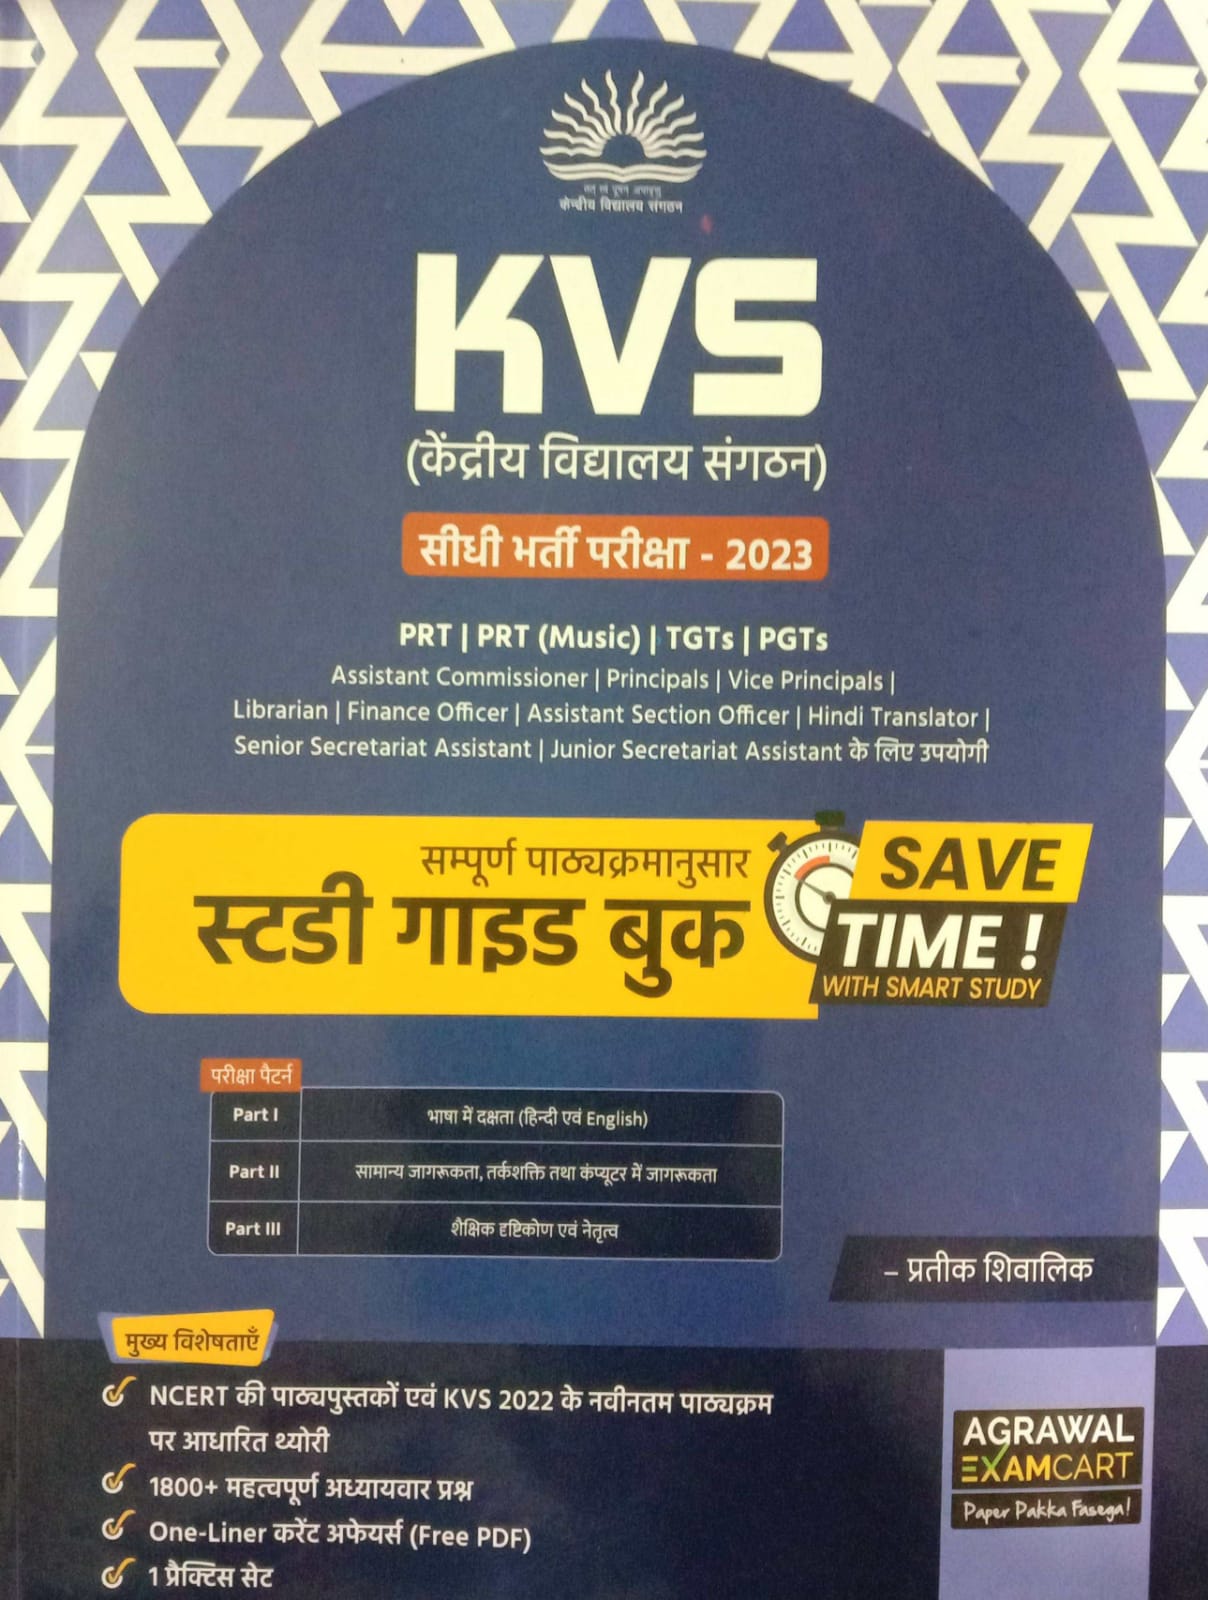 केन्द्रीय विद्यालय संगठन
KVS
(केंद्रीय विद्यालय संगठन)
सीधी भर्ती परीक्षा - 2023
PRT | PRT (Music) | TGTs | PGTs
Assistant Commissioner | Principals | Vice Principals |
Librarian | Finance Officer | Assistant Section Officer | Hindi Translator |
Senior Secretariat Assistant | Junior Secretariat Assistant के लिए उपयोगी
सम्पूर्ण पाठ्यक्रमानुसार
स्टडी गाइड बुक
SAVE
TIME !
WITH SMART STUDY
परीक्षा पैटर्न
Part I भाषा में दक्षता (हिन्दी एवं English)
Part II सामान्य जागरूकता, तर्कशक्ति तथा कंप्यूटर में जागरूकता
Part III शैक्षिक दृष्टिकोण एवं नेतृत्व
– प्रतीक शिवालिक
मुख्य विशेषताएँ
NCERT की पाठ्यपुस्तकों एवं KVS 2022 के नवीनतम पाठ्यक्रम
पर आधारित थ्योरी
1800+ महत्वपूर्ण अध्यायवार प्रश्न
One-Liner करेंट अफेयर्स (Free PDF)
1 प्रैक्टिस सेट
AGRAWAL
EXAMCART
Paper Pakka Fasega!